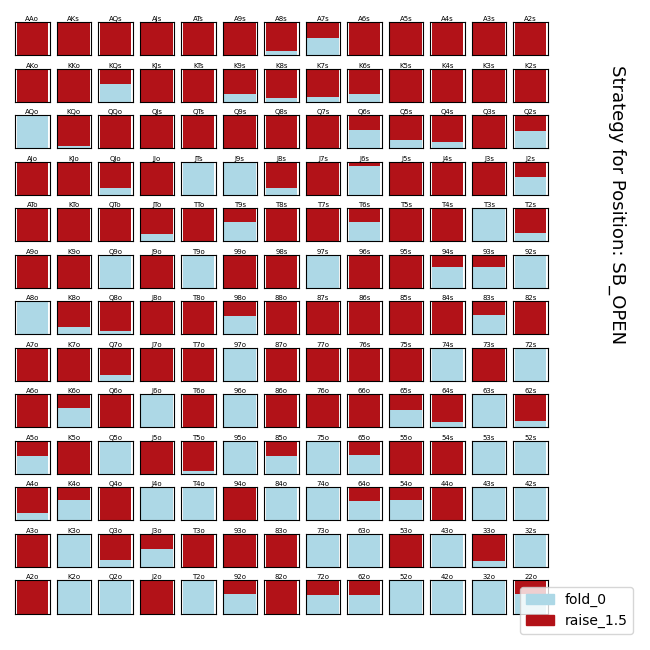 AAo AKs AQs AJs ATs A9s A8s A7s A6s A5s A4s A3s A2s
AKo KKo KQs KJs KTs K9s K8s K7s K6s K5s K4s K3s K2s
AQo KQo QQo QJs QTs Q9s Q8s Q7s Q6s Q5s Q4s Q3s Q2s
AJo KJo QJo JJo JTs J9s J8s J7s J6s J5s J4s J3s J2s
ATo KTo QTo JTo TTo T9s T8s T7s T6s T5s T4s T3s T2s
A9o K9o Q9o J9o T9o 99o 98s 97s 96s 95s 94s 93s 92s
A8o K8o Q8o J8o T8o 98o 88o 87s 86s 85s 84s 83s 82s
A7o K7o Q7o J7o T7o 97o 87o 77o 76s 75s 74s 73s 72s
A6o K6o Q6o J6o T6o 96o 86o 76o 66o 65s 64s 63s 62s
A5o K5o Q5o J5o T5o 95o 85o 75o 65o 55o 54s 53s 52s
A4o K4o Q4o J4o T4o 94o 84o 74o 64o 54o 44o 43s 42s
A3o K3o Q3o J3o T3o 93o 83o 73o 63o 53o 43o 33o 32s
A2o K2o Q2o J2o T2o 92o 82o 72o 62o 52o 42o 32o 22o
Strategy for Position: SB_OPEN
fold_0
raise_1.5